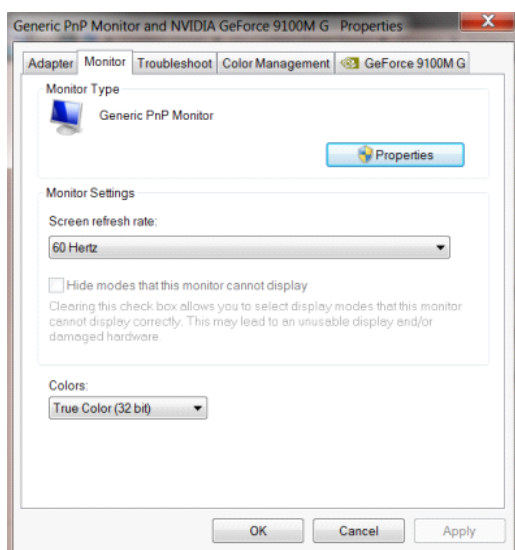 Generic PnP Monitor and NVIDIA GeForce 9100M G Properties
Adapter Monitor Troubleshoot Color Management GeForce 9100M G
Monitor Type
Generic PnP Monitor
Properties
Monitor Settings
Screen refresh rate:
60 Hertz
Hide modes that this monitor cannot display
Clearing this check box allows you to select display modes that this monitor
cannot display correctly. This may lead to an unusable display and/or
damaged hardware.
Colors:
True Color (32 bit)
OK Cancel Apply